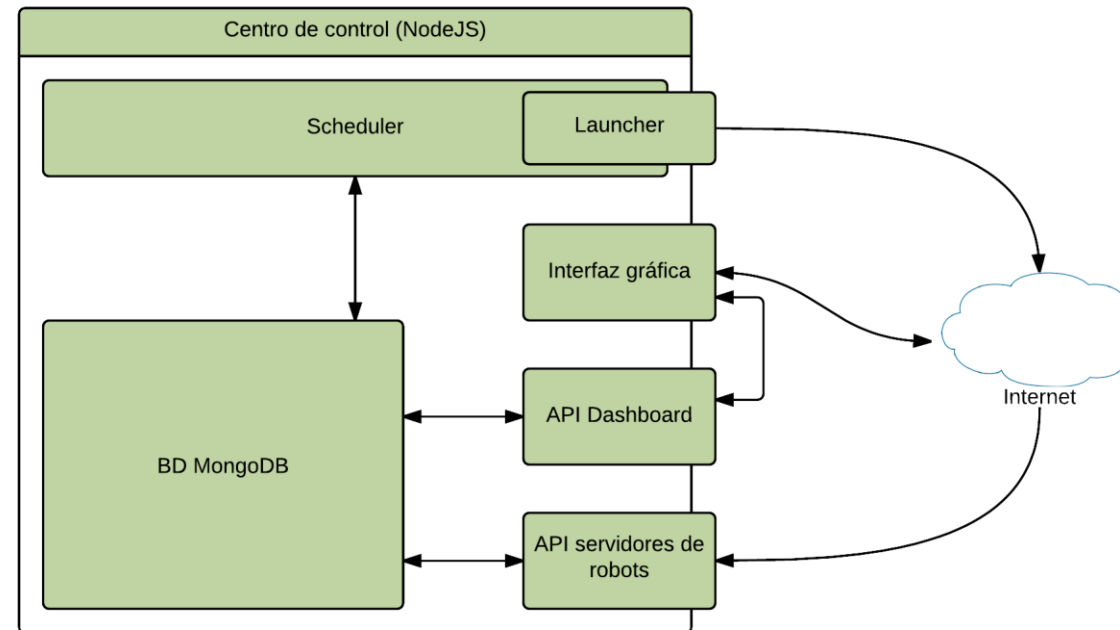 Centro de control (NodeJS)
Scheduler
Launcher
Interfaz gráfica
Internet
API Dashboard
BD MongoDB
API servidores de
robots